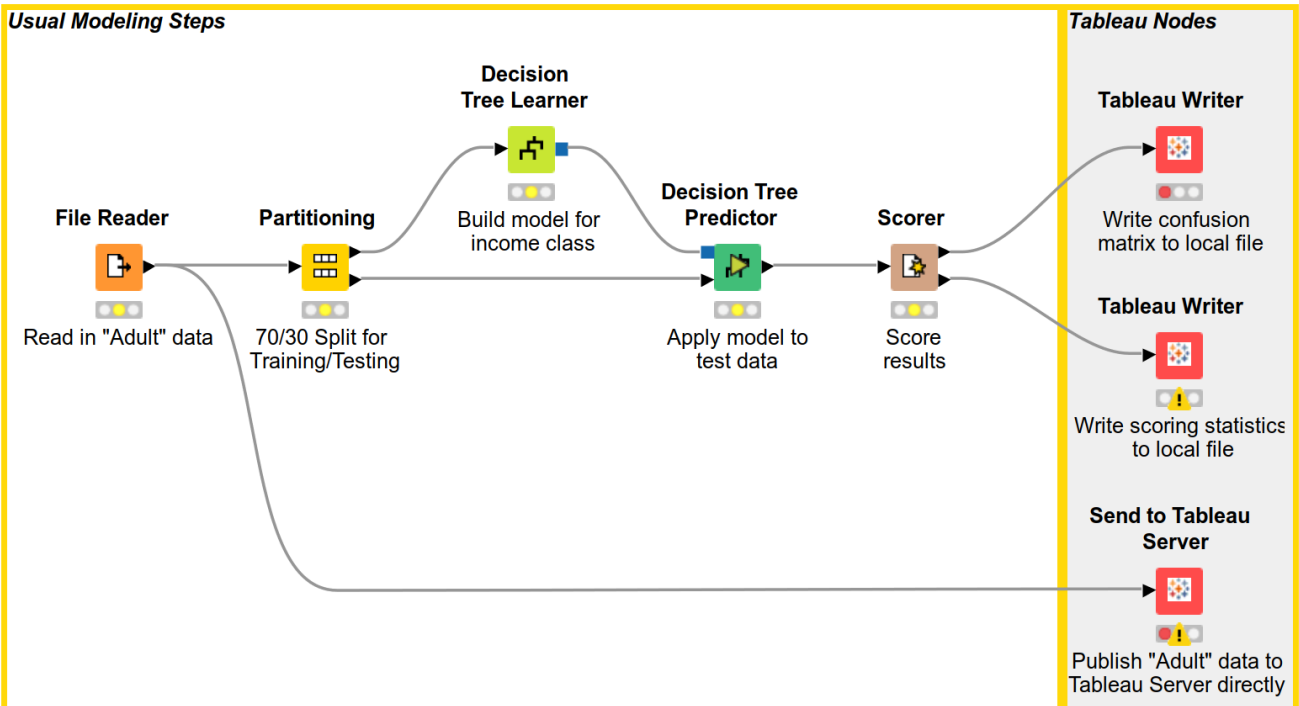 Usual Modeling Steps
Tableau Nodes
Decision
Tree Learner
Build model for
income class
File Reader
Read in "Adult" data
Partitioning
70/30 Split for
Training/Testing
Decision Tree
Predictor
Apply model to
test data
Scorer
Score
results
Tableau Writer
Write confusion
matrix to local file
Tableau Writer
Write scoring statistics
to local file
Send to Tableau
Server
Publish "Adult" data to
Tableau Server directly